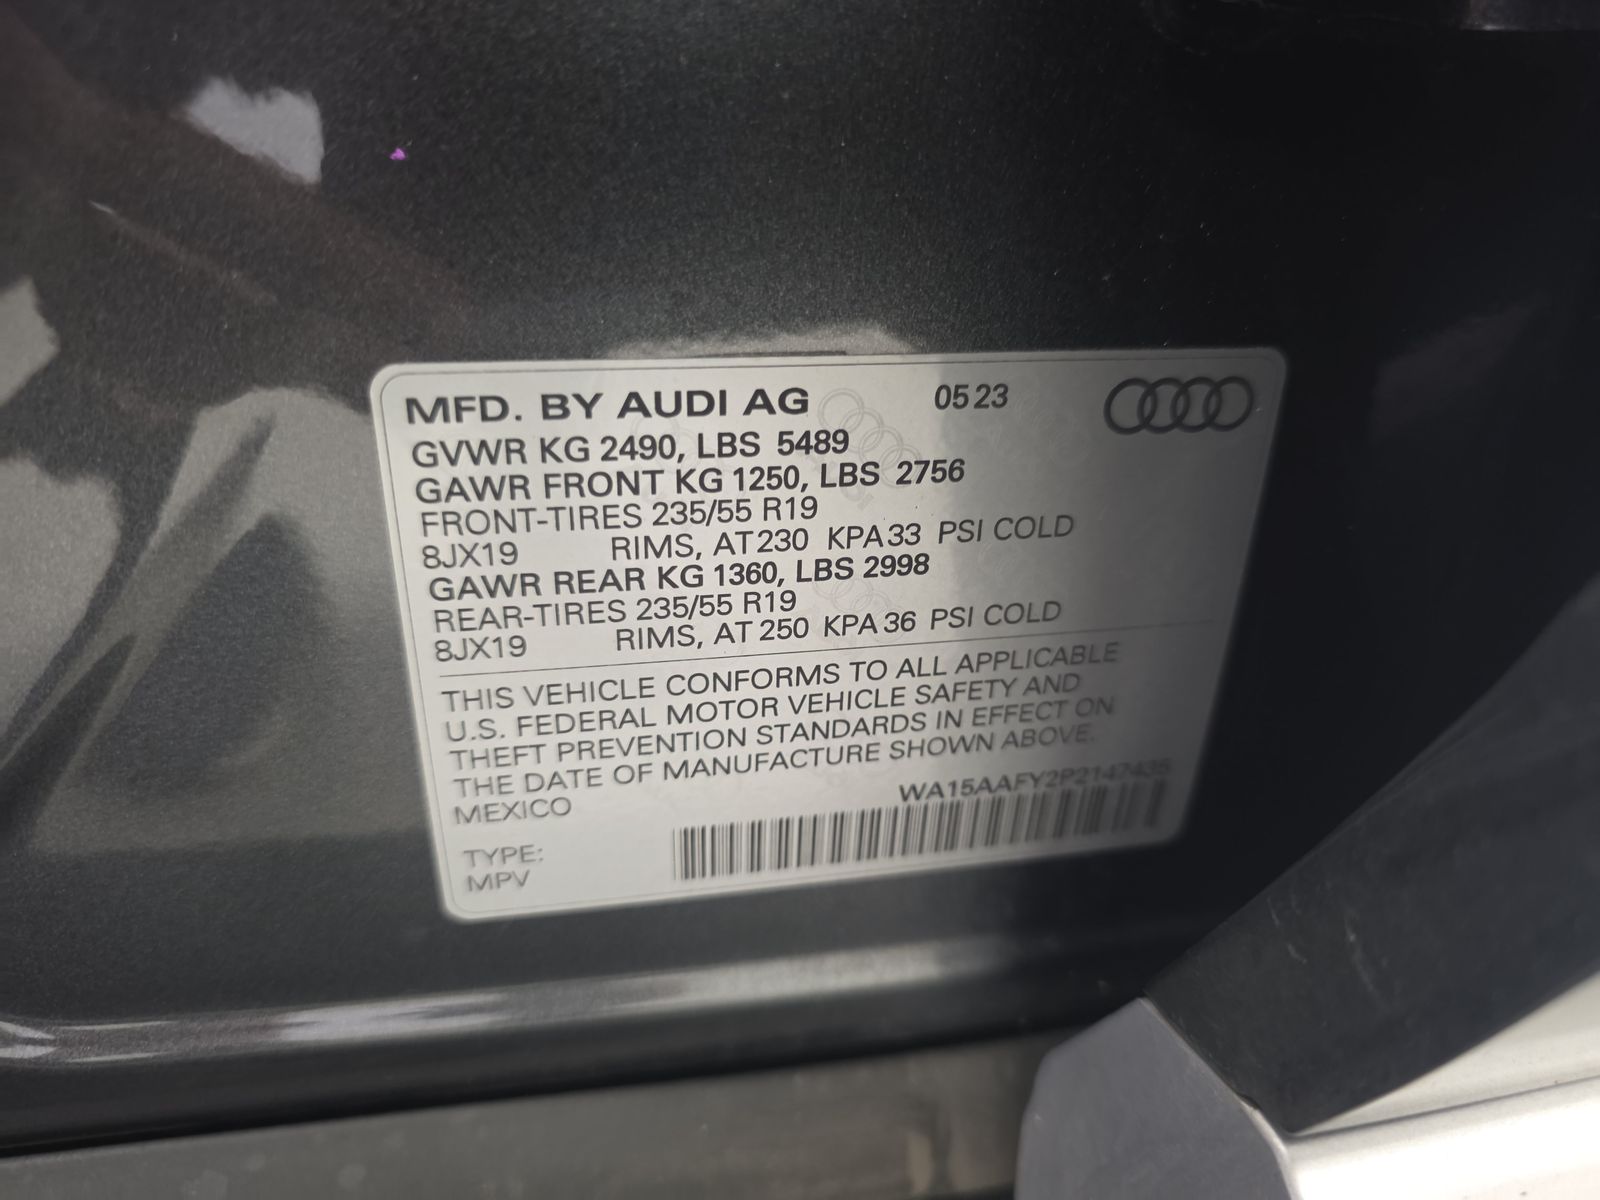 MFD. BY AUDI AG 05 23
GVWR KG 2490, LBS 5489
GAWR FRONT KG 1250, LBS 2756
FRONT-TIRES 235/55 R19
8JX19 RIMS, AT 230 KPA 33 PSI COLD
GAWR REAR KG 1360, LBS 2998
REAR-TIRES 235/55 R19
8JX19 RIMS, AT 250 KPA 36 PSI COLD
THIS VEHICLE CONFORMS TO ALL APPLICABLE
U.S. FEDERAL MOTOR VEHICLE SAFETY AND
THEFT PREVENTION STANDARDS IN EFFECT ON
THE DATE OF MANUFACTURE SHOWN ABOVE.
MEXICO WA15AAFY2P2147435
TYPE:
MPV